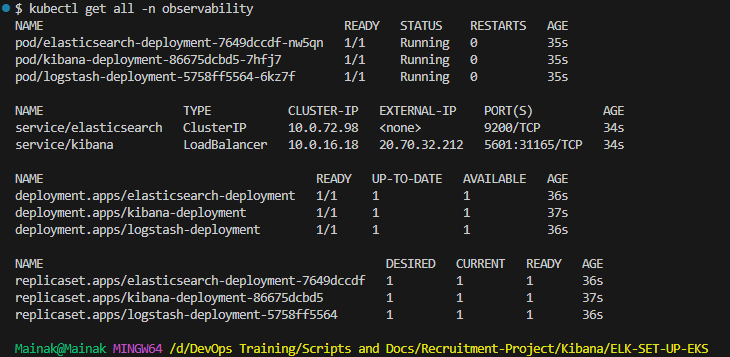 $ kubectl get all -n observability
NAME READY STATUS RESTARTS AGE
pod/elasticsearch-deployment-7649dccdf-nw5qn 1/1 Running 0 35s
pod/kibana-deployment-86675dcbd5-7hfj7 1/1 Running 0 35s
pod/logstash-deployment-5758ff5564-6kz7f 1/1 Running 0 35s
NAME TYPE CLUSTER-IP EXTERNAL-IP PORT(S) AGE
service/elasticsearch ClusterIP 10.0.72.98 <none> 9200/TCP 34s
service/kibana LoadBalancer 10.0.16.18 20.70.32.212 5601:31165/TCP 34s
NAME READY UP-TO-DATE AVAILABLE AGE
deployment.apps/elasticsearch-deployment 1/1 1 1 36s
deployment.apps/kibana-deployment 1/1 1 1 37s
deployment.apps/logstash-deployment 1/1 1 1 36s
NAME DESIRED CURRENT READY AGE
replicaset.apps/elasticsearch-deployment-7649dccdf 1 1 1 36s
replicaset.apps/kibana-deployment-86675dcbd5 1 1 1 37s
replicaset.apps/logstash-deployment-5758ff5564 1 1 1 36s
Mainak@Mainak MINGW64 /d/DevOps Training/Scripts and Docs/Recruitment-Project/Kibana/ELK-SET-UP-EKS